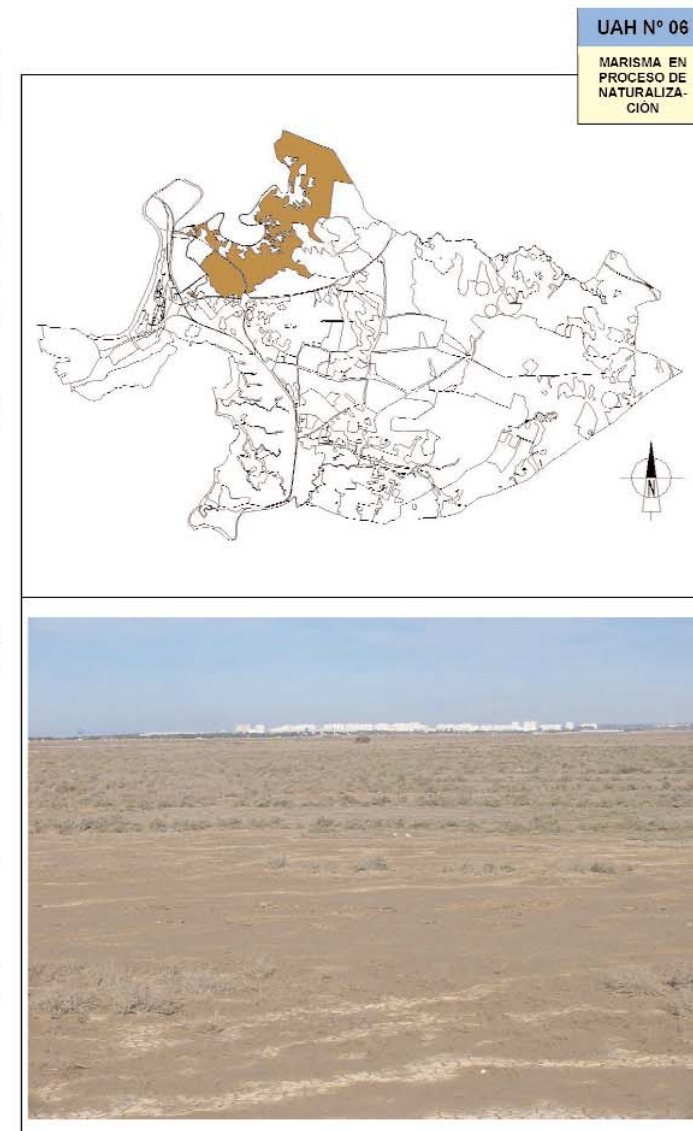 UAH Nº 06
MARISMA EN
PROCESO DE
NATURALIZA-
CIÓN
N